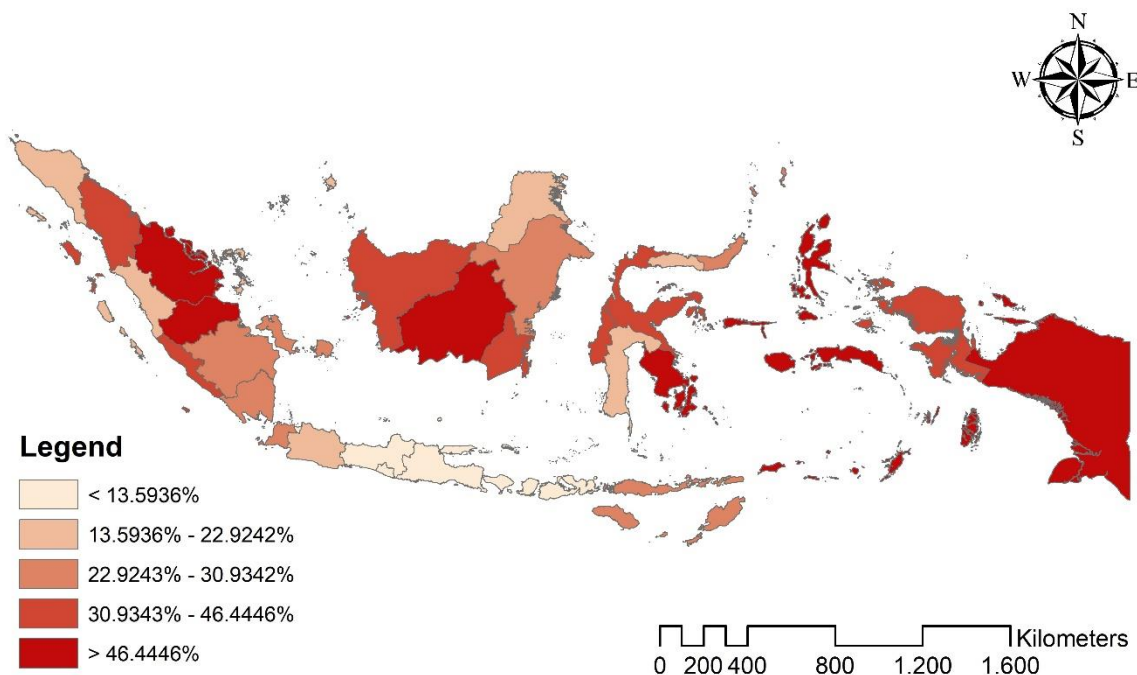 N
W E
S
Legend
< 13.5936%
13.5936% - 22.9242%
22.9243% - 30.9342%
30.9343% - 46.4446%
> 46.4446%
Kilometers
0 200 400 800 1.200 1.600